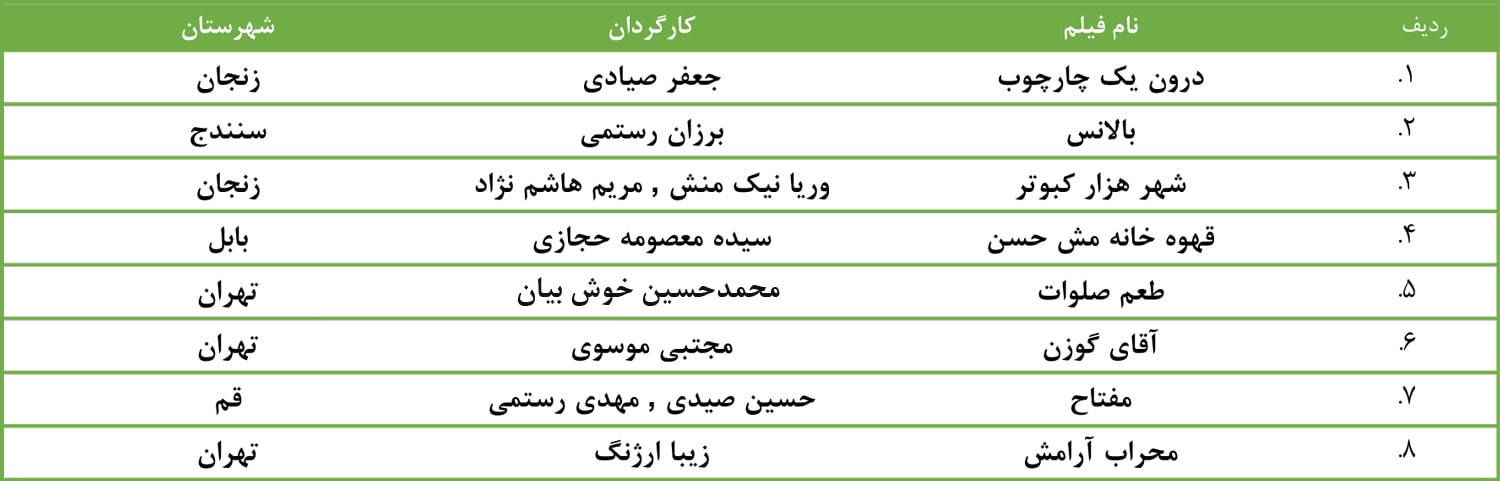 ردیف نام فیلم کارگردان شهرستان
۱. درون یک چارچوب جعفر صیادی زنجان
۲. بالانس برزان رستمی سنندج
۳. شهر هزار کبوتر وریا نیک منش , مریم هاشم نژاد زنجان
۴. قهوه خانه مش حسن سیده معصومه حجازی بابل
۵. طعم صلوات محمدحسین خوش بیان تهران
۶. آقای گوزن مجتبی موسوی تهران
۷. مفتاح حسین صیدی , مهدی رستمی قم
۸. محراب آرامش زیبا ارژنگ تهران